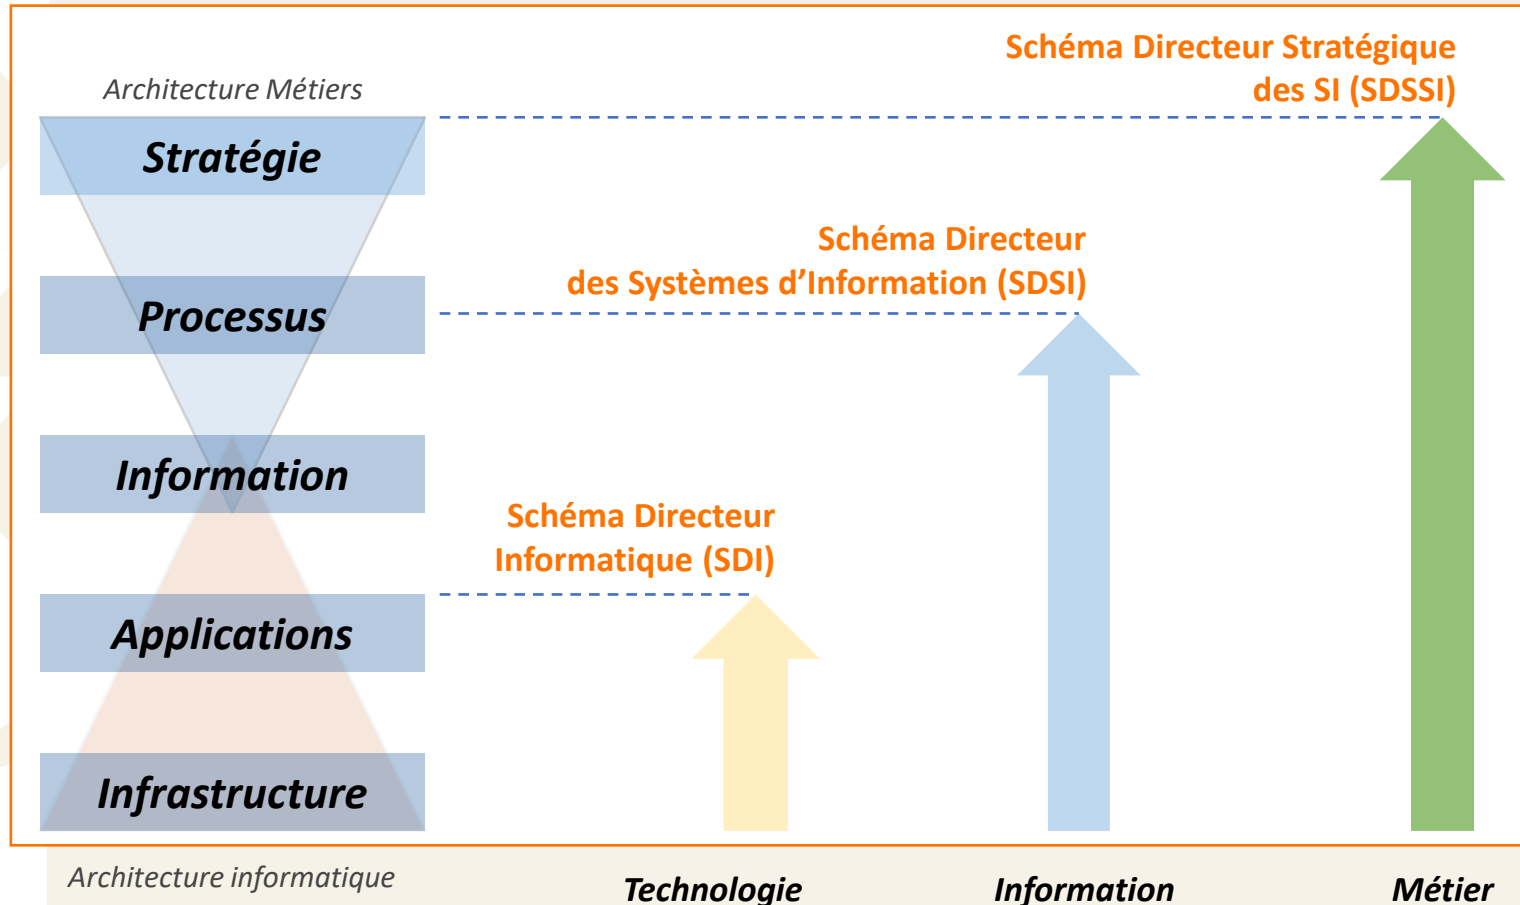 Schéma Directeur Stratégique
des SI (SDSSI)
Architecture Métiers
Stratégie
Schéma Directeur
des Systèmes d’Information (SDSI)
Processus
Information
Schéma Directeur
Informatique (SDI)
Applications
Infrastructure
Architecture informatique
Technologie
Information
Métier